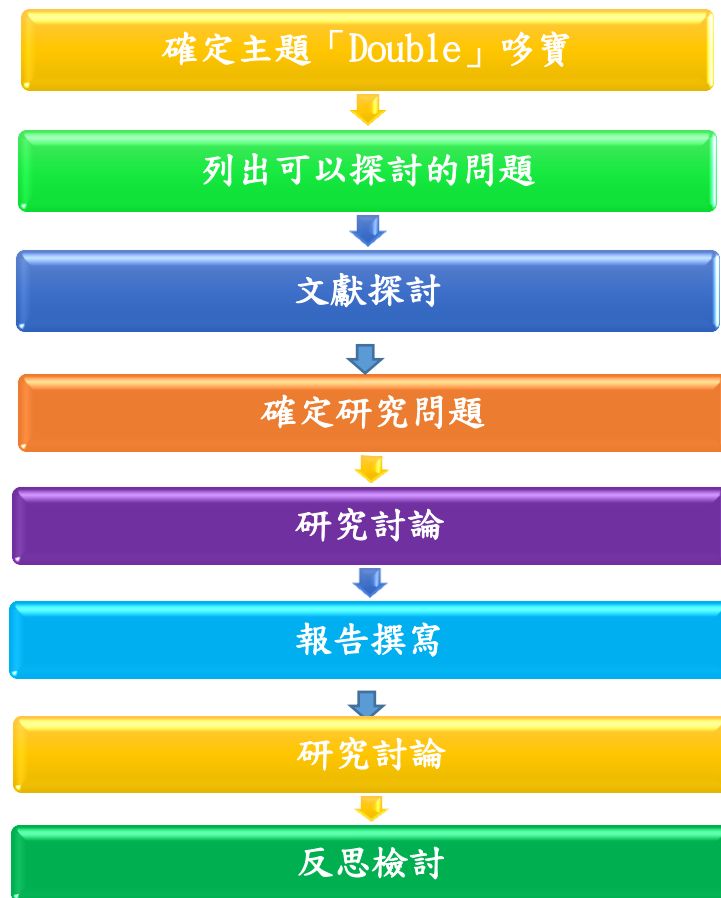 確定主題「Double」哆寶
列出可以探討的問題
文獻探討
確定研究問題
研究討論
報告撰寫
研究討論
反思檢討